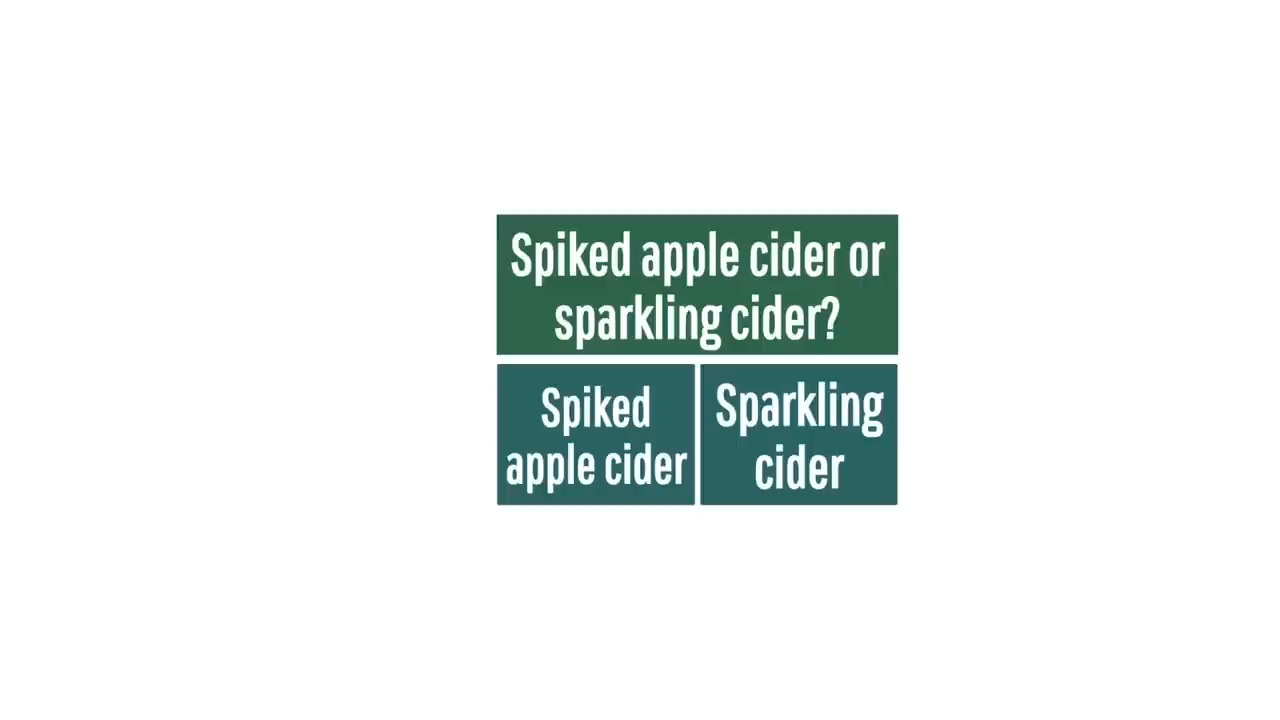 Spiked apple cider or
sparkling cider?
Spiked
apple cider
Sparkling
cider